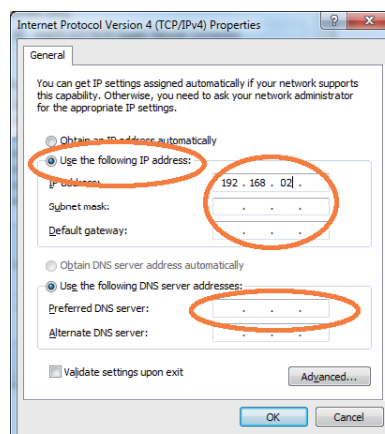 Internet Protocol Version 4 (TCP/IPv4) Properties
General
You can get IP settings assigned automatically if your network supports
this capability. Otherwise, you need to ask your network administrator
for the appropriate IP settings.
Obtain an IP address automatically
Use the following IP address:
IP address: 192 . 168 . 02 .
Subnet mask: . . .
Default gateway: . . .
Obtain DNS server address automatically
Use the following DNS server addresses:
Preferred DNS server: . . .
Alternate DNS server: . . .
Validate settings upon exit
Advanced...
OK Cancel